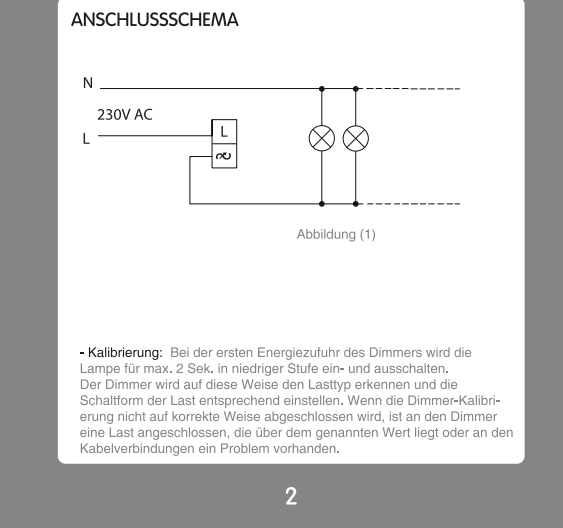 ANSCHLUSSSCHEMA
N
230V AC
L
L
Abbildung (1)
- Kalibrierung: Bei der ersten Energiezufuhr des Dimmers wird die
Lampe für max. 2 Sek. in niedriger Stufe ein- und ausschalten.
Der Dimmer wird auf diese Weise den Lasttyp erkennen und die
Schaltform der Last entsprechend einstellen. Wenn die Dimmer-Kalibri-
erung nicht auf korrekte Weise abgeschlossen wird, ist an den Dimmer
eine Last angeschlossen, die über dem genannten Wert liegt oder an den
Kabelverbindungen ein Problem vorhanden.
2